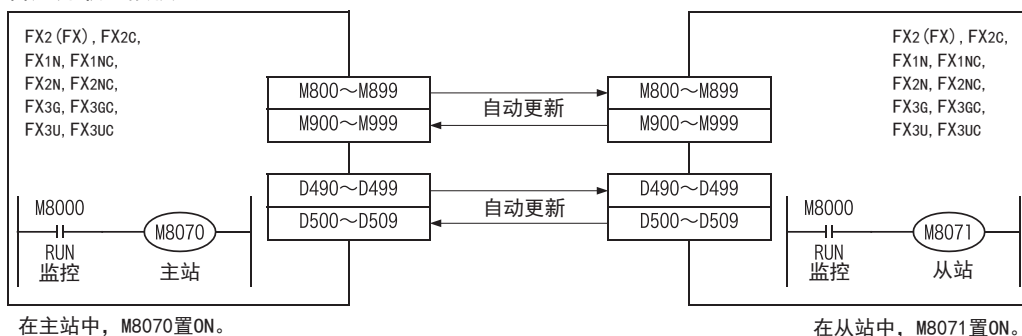 FX2(FX), FX2C,
FX1N, FX1NC,
FX2N, FX2NC,
FX3G, FX3GC,
FX3U, FX3UC
M8000
RUN
监控
M8070
主站
M800～M899
M900～M999
自动更新
M800～M899
M900～M999
D490～D499
D500～D509
自动更新
D490～D499
D500～D509
FX2(FX), FX2C,
FX1N, FX1NC,
FX2N, FX2NC,
FX3G, FX3GC,
FX3U, FX3UC
M8000
RUN
监控
M8071
从站
在主站中，M8070置ON。
在从站中，M8071置ON。